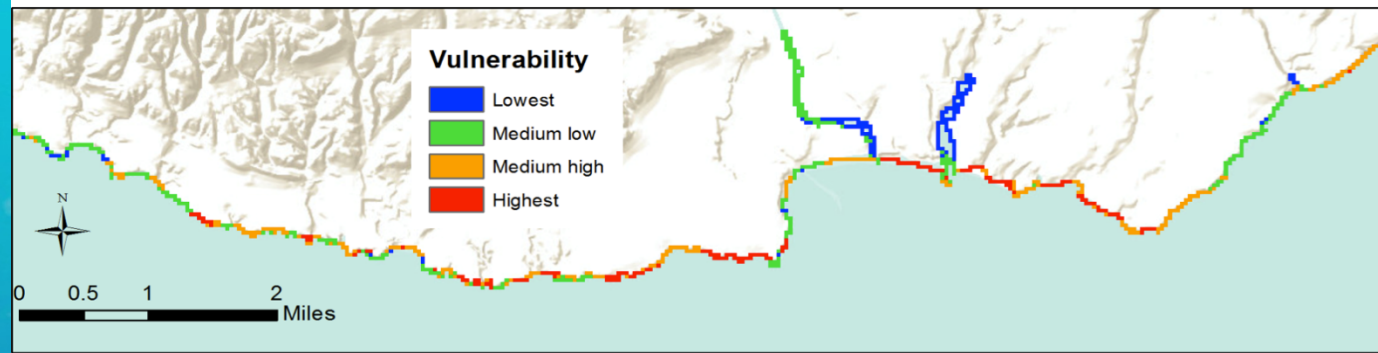 Vulnerability
Lowest
Medium low
Medium high
Highest
N
0 0.5 1 2
Miles